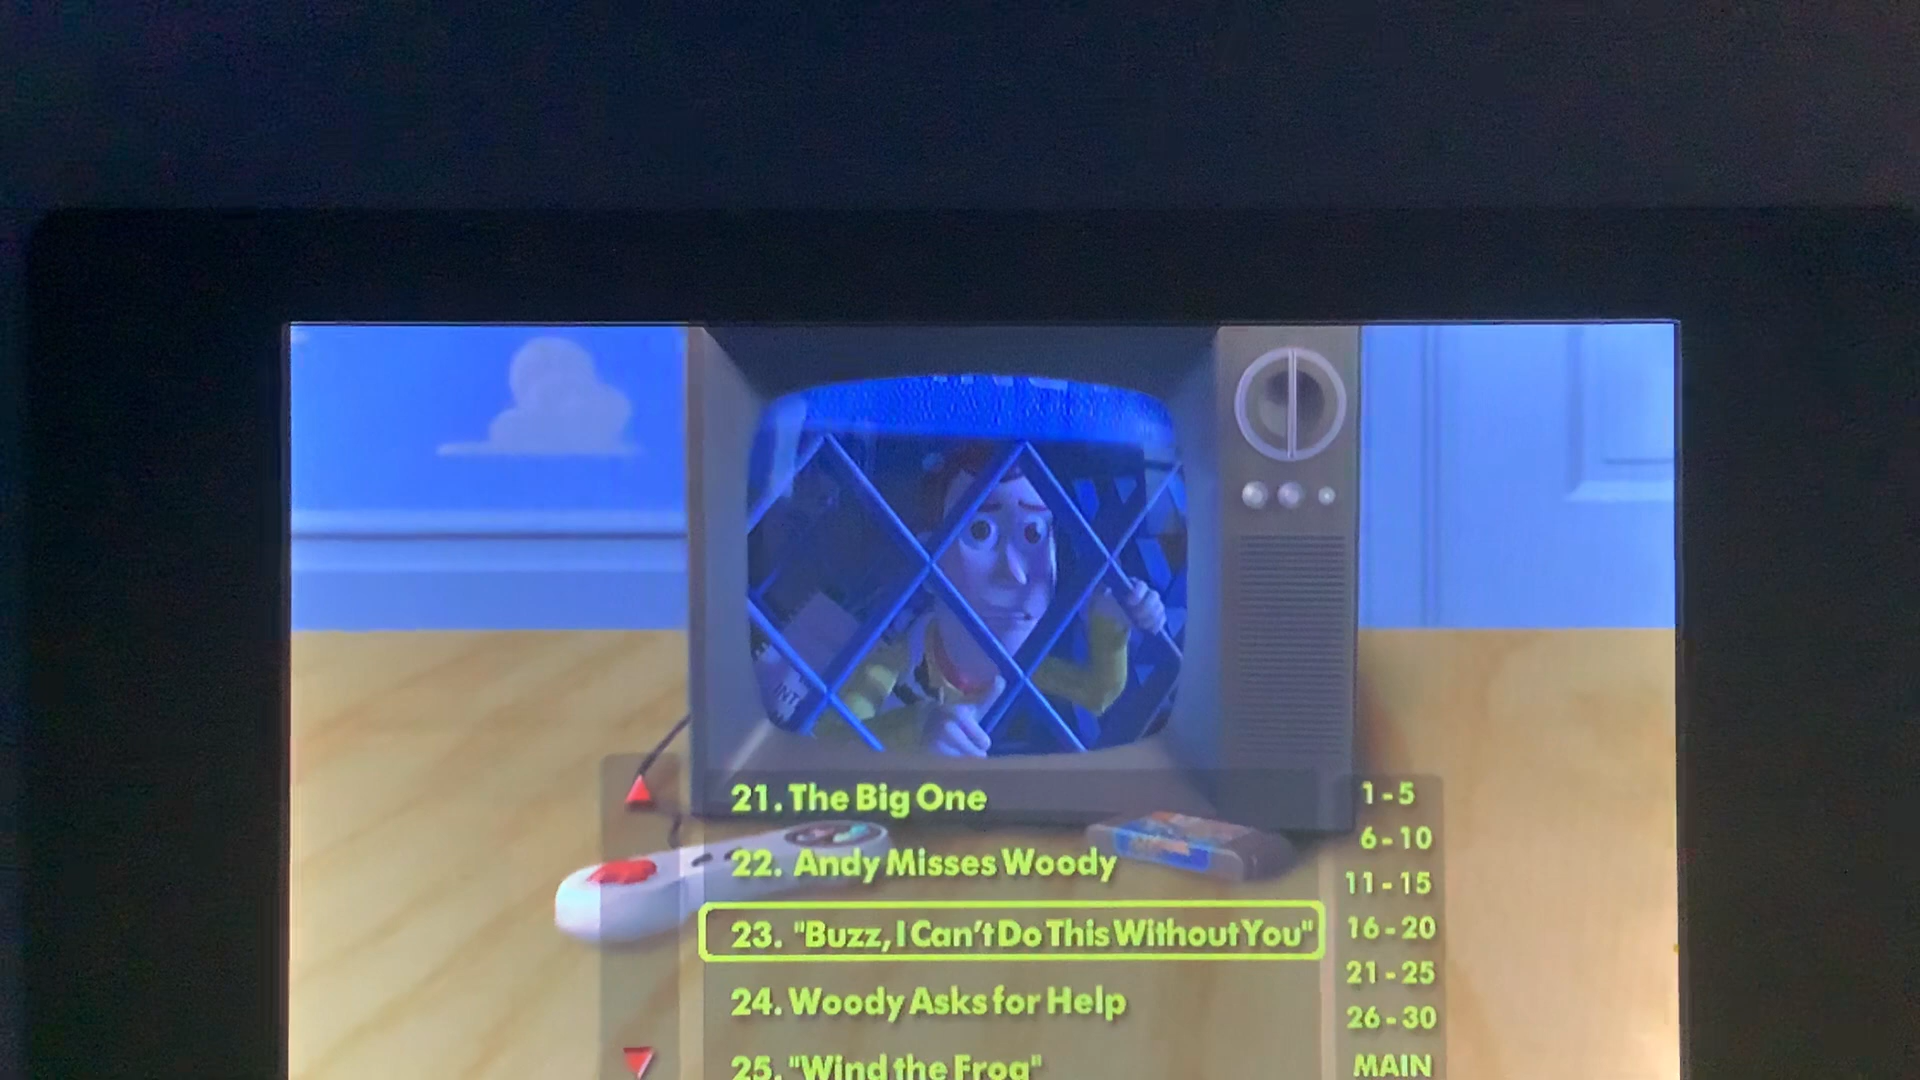 INT
21. The Big One
22. Andy Misses Woody
23. "Buzz, I Can't Do This Without You"
24. Woody Asks for Help
25. "Wind the Frog"
1 - 5
6 - 10
11 - 15
16 - 20
21 - 25
26 - 30
MAIN